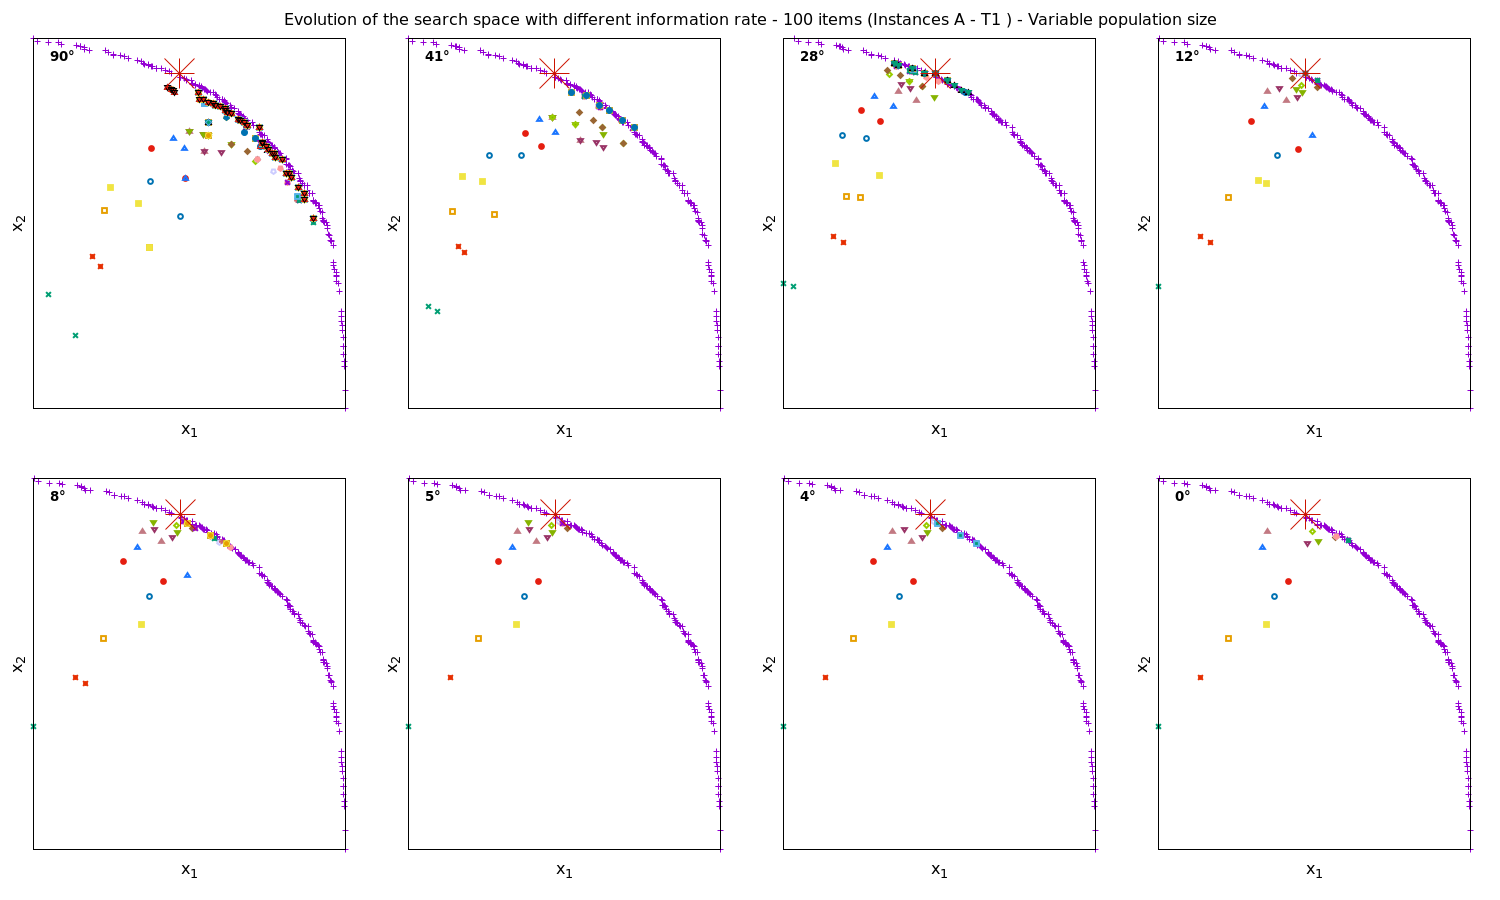 Evolution of the search space with different information rate - 100 items (Instances A - T1 ) - Variable population size
90° 41° 28° 12°
x2 x2 x2 x2
x1 x1 x1 x1
8° 5° 4° 0°
x2 x2 x2 x2
x1 x1 x1 x1